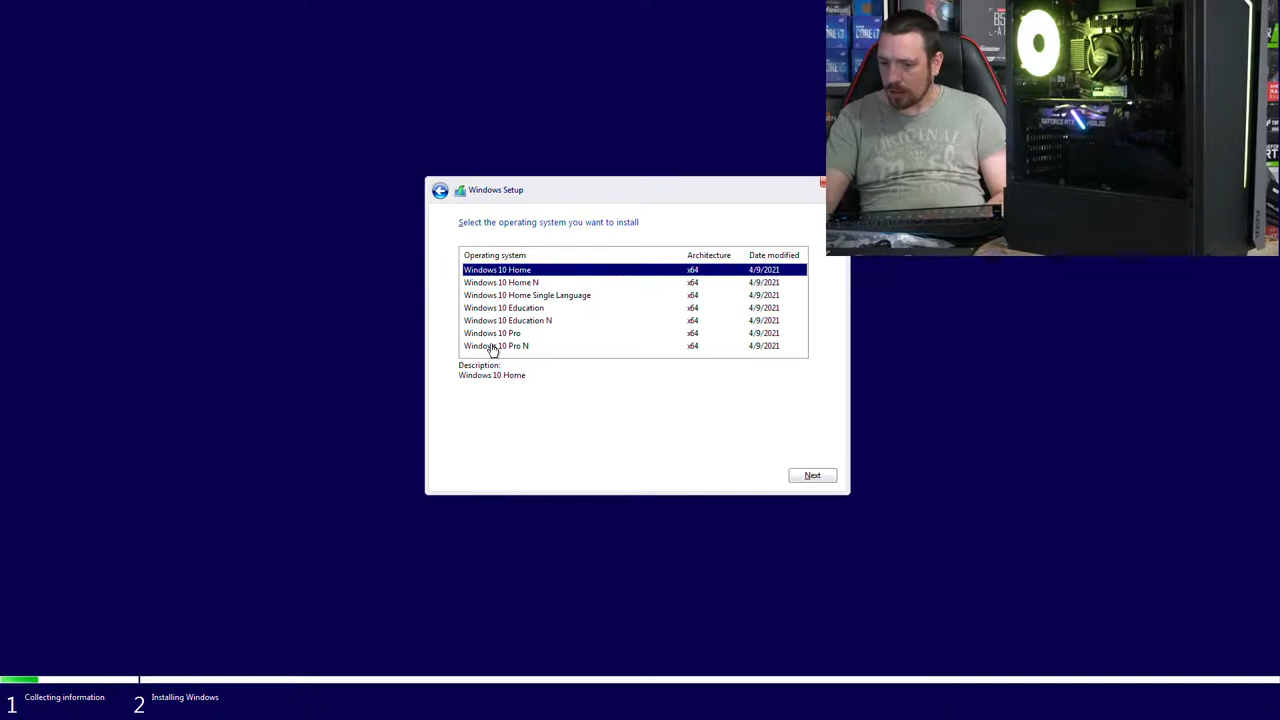 Windows Setup
Select the operating system you want to install
Operating system Architecture Date modified
Windows 10 Home x64 4/9/2021
Windows 10 Home N x64 4/9/2021
Windows 10 Home Single Language x64 4/9/2021
Windows 10 Education x64 4/9/2021
Windows 10 Education N x64 4/9/2021
Windows 10 Pro x64 4/9/2021
Windows 10 Pro N x64 4/9/2021
Description:
Windows 10 Home
Next
1 Collecting information
2 Installing Windows
ORIGINAL
GEFORCE RTX